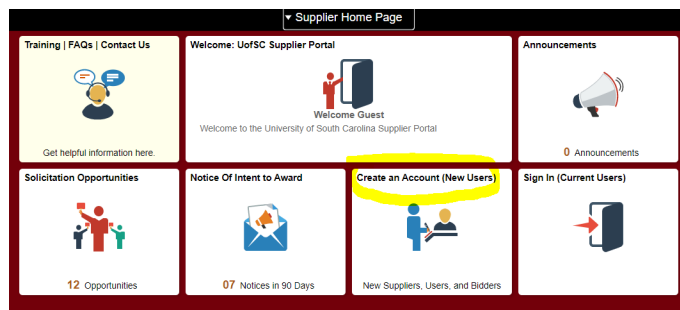 ▾ Supplier Home Page
Training | FAQs | Contact Us
Get helpful information here.
Welcome: UofSC Supplier Portal
Welcome Guest
Welcome to the University of South Carolina Supplier Portal
Announcements
0 Announcements
Solicitation Opportunities
12 Opportunities
Notice Of Intent to Award
07 Notices in 90 Days
Create an Account (New Users)
New Suppliers, Users, and Bidders
Sign In (Current Users)